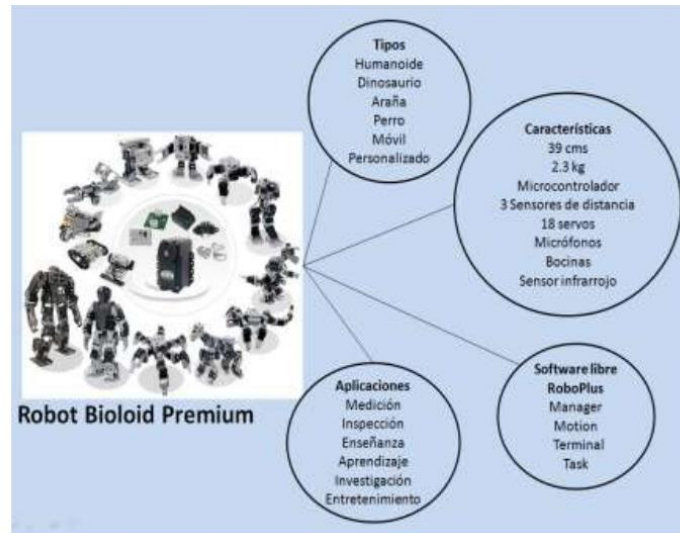 Tipos
Humanoide
Dinosaurio
Araña
Perro
Móvil
Personalizado
Características
39 cms
2.3 kg
Microcontrolador
3 Sensores de distancia
18 servos
Micrófonos
Bocinas
Sensor infrarrojo
Robot Bioloid Premium
Aplicaciones
Medición
Inspección
Enseñanza
Aprendizaje
Investigación
Entretenimiento
Software libre
RoboPlus
Manager
Motion
Terminal
Task